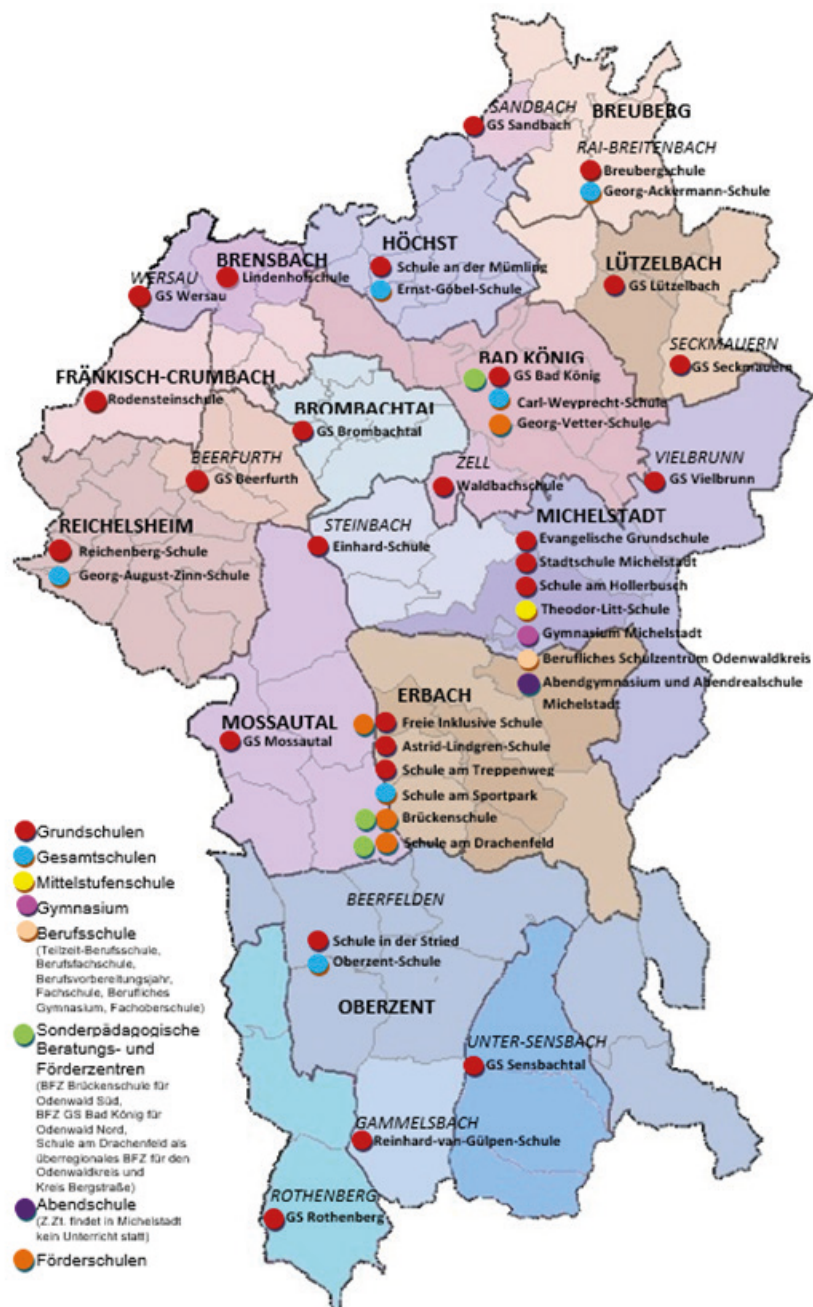 SANDBACH
GS Sandbach
BREUBERG
RAI-BREITENBACH
Breubergschule
Georg-Ackermann-Schule
HÖCHST
Schule an der Mümling
Ernst-Göbel-Schule
BRENSBACH
Lindenhofschule
WERSAU
GS Wersau
LÜTZELBACH
GS Lützelbach
SECKMAUERN
GS Seckmauern
FRÄNKISCH-CRUMBACH
Rodensteinschule
BAD KÖNIG
GS Bad König
Carl-Weyprecht-Schule
Georg-Vetter-Schule
BROMBACHTAL
GS Brombachtal
BEERFURTH
GS Beerfurth
ZELL
Waldbachschule
VIELBRUNN
GS Vielbrunn
REICHELSHEIM
Reichenberg-Schule
Georg-August-Zinn-Schule
STEINBACH
Einhard-Schule
MICHELSTADT
Evangelische Grundschule
Stadtschule Michelstadt
Schule am Hollerbusch
Theodor-Litt-Schule
Gymnasium Michelstadt
Berufliches Schulzentrum Odenwaldkreis
Abendgymnasium und Abendrealschule
Michelstadt
MOSSAUTAL
GS Mossautal
ERBACH
Freie Inklusive Schule
Astrid-Lindgren-Schule
Schule am Treppenweg
Schule am Sportpark
Brückenschule
Schule am Drachenfeld
BEERFELDEN
Schule in der Stried
Oberzent-Schule
OBERZENT
UNTER-SENSBACH
GS Sensbachtal
GAMMELSBACH
Reinhard-van-Gülpen-Schule
ROTHENBERG
GS Rothenberg
Grundschulen
Gesamtschulen
Mittelstufenschule
Gymnasium
Berufsschule
(Teilzeit-Berufsschule,
Berufsfachschule,
Berufsvorbereitungsjahr,
Fachschule, Berufliches
Gymnasium, Fachoberschule)
Sonderpädagogische
Beratungs- und
Förderzentren
(BFZ Brückenschule für
Odenwald Süd,
BFZ GS Bad König für
Odenwald Nord,
Schule am Drachenfeld als
überregionales BFZ für den
Odenwaldkreis und
Kreis Bergstraße)
Abendschule
(Z.Zt. findet in Michelstadt
kein Unterricht statt)
Förderschulen